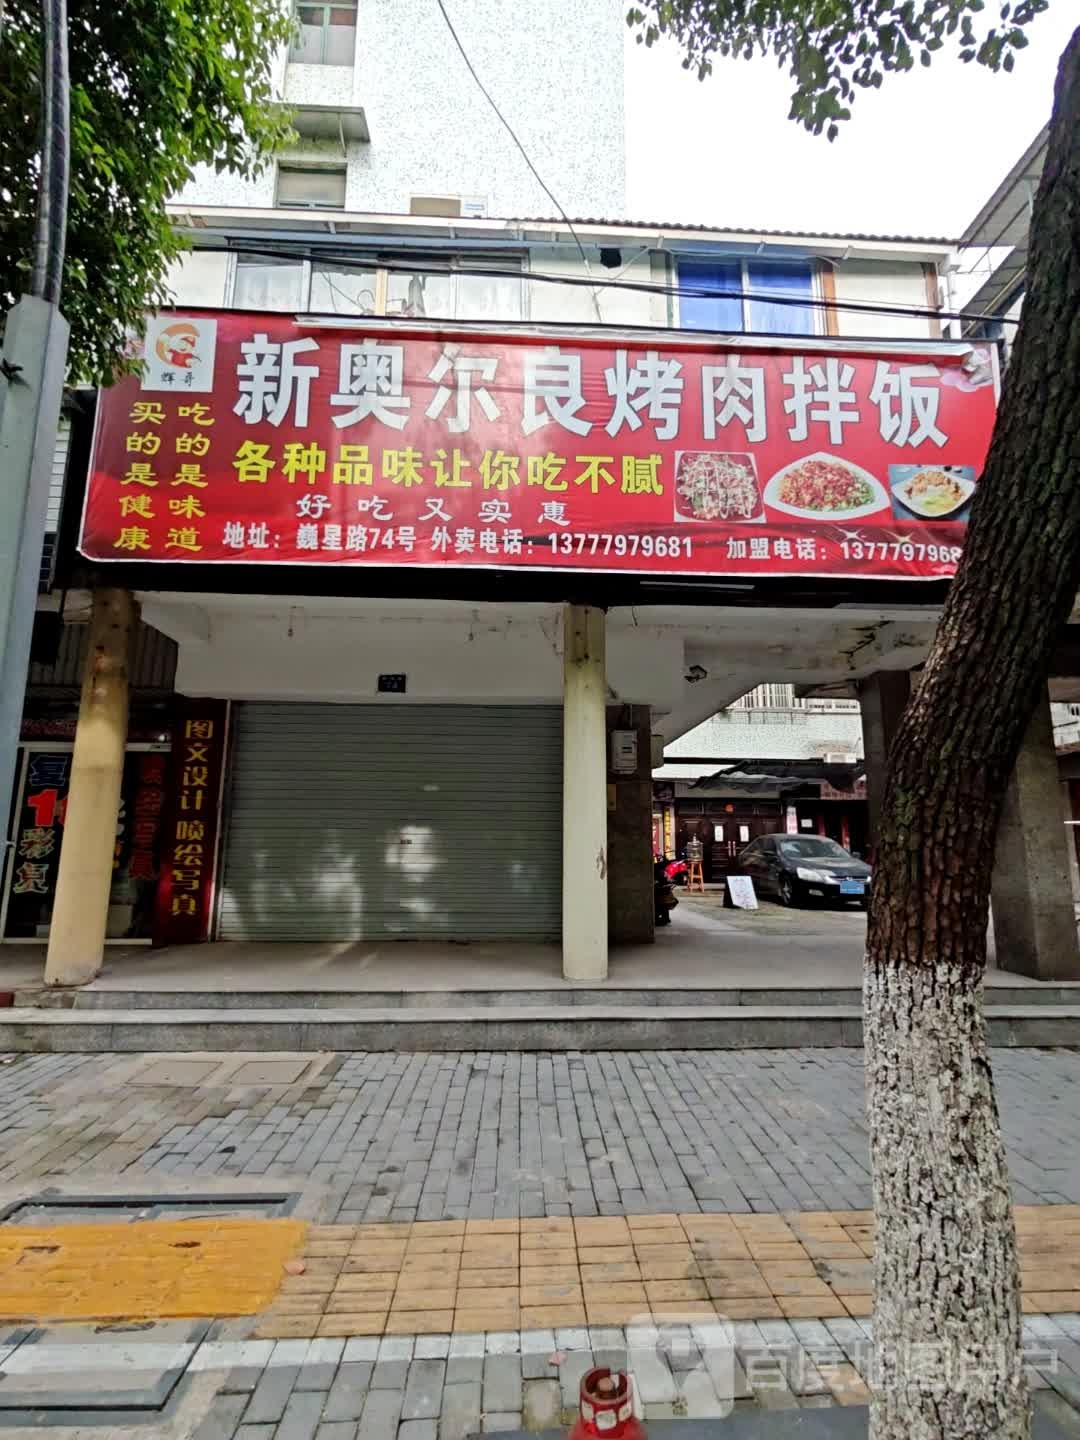 辉哥
新奥尔良烤肉拌饭
吃的是味道
买的是健康
各种品味让你吃不腻
好吃又实惠
地址：巍星路74号 外卖电话：13777979681 加盟电话：1377797968
图文设计 喷绘写真
百度地图用户